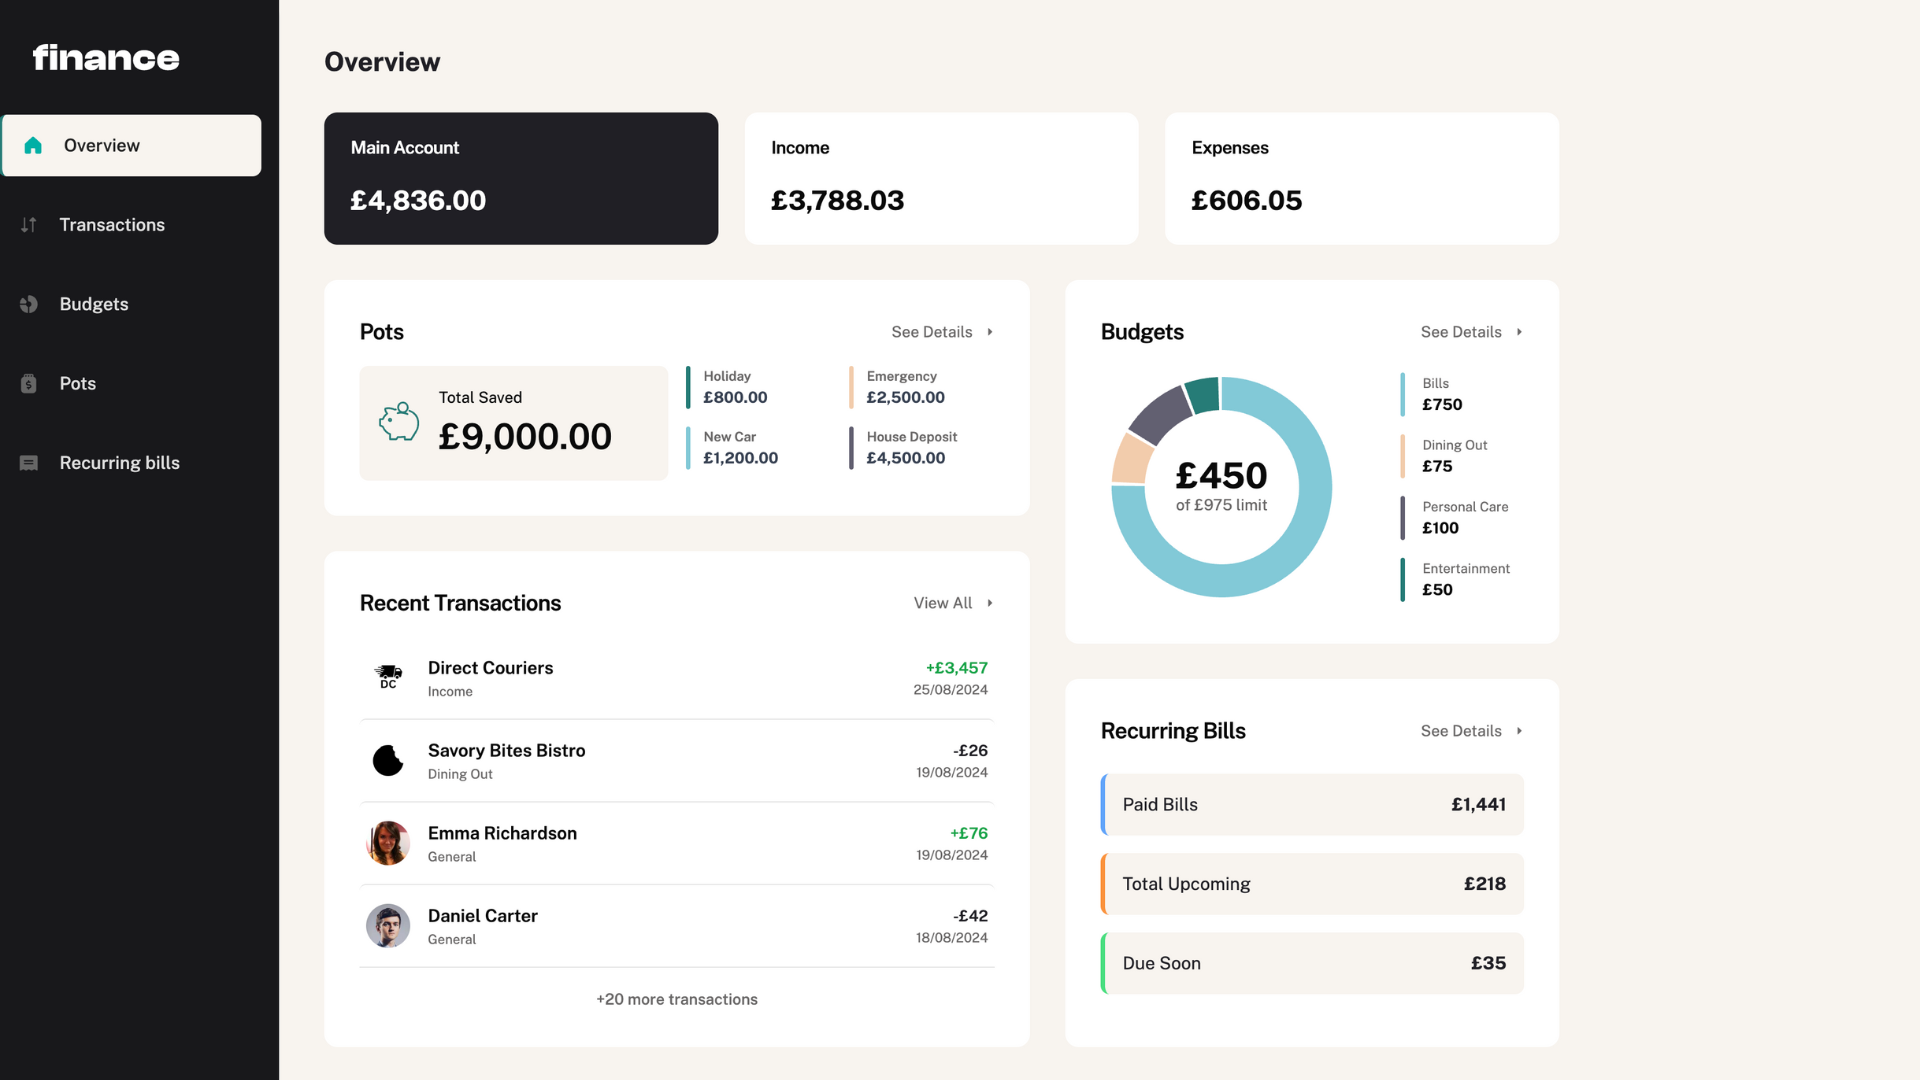 finance
Overview
Transactions
Budgets
Pots
Recurring bills
Overview
Main Account
£4,836.00
Income
£3,788.03
Expenses
£606.05
Pots
See Details
Total Saved
£9,000.00
Holiday
£800.00
Emergency
£2,500.00
New Car
£1,200.00
House Deposit
£4,500.00
Budgets
See Details
£450
of £975 limit
Bills
£750
Dining Out
£75
Personal Care
£100
Entertainment
£50
Recent Transactions
View All
DC
Direct Couriers
Income
+£3,457
25/08/2024
Savory Bites Bistro
Dining Out
-£26
19/08/2024
Emma Richardson
General
+£76
19/08/2024
Daniel Carter
General
-£42
18/08/2024
+20 more transactions
Recurring Bills
See Details
Paid Bills
£1,441
Total Upcoming
£218
Due Soon
£35